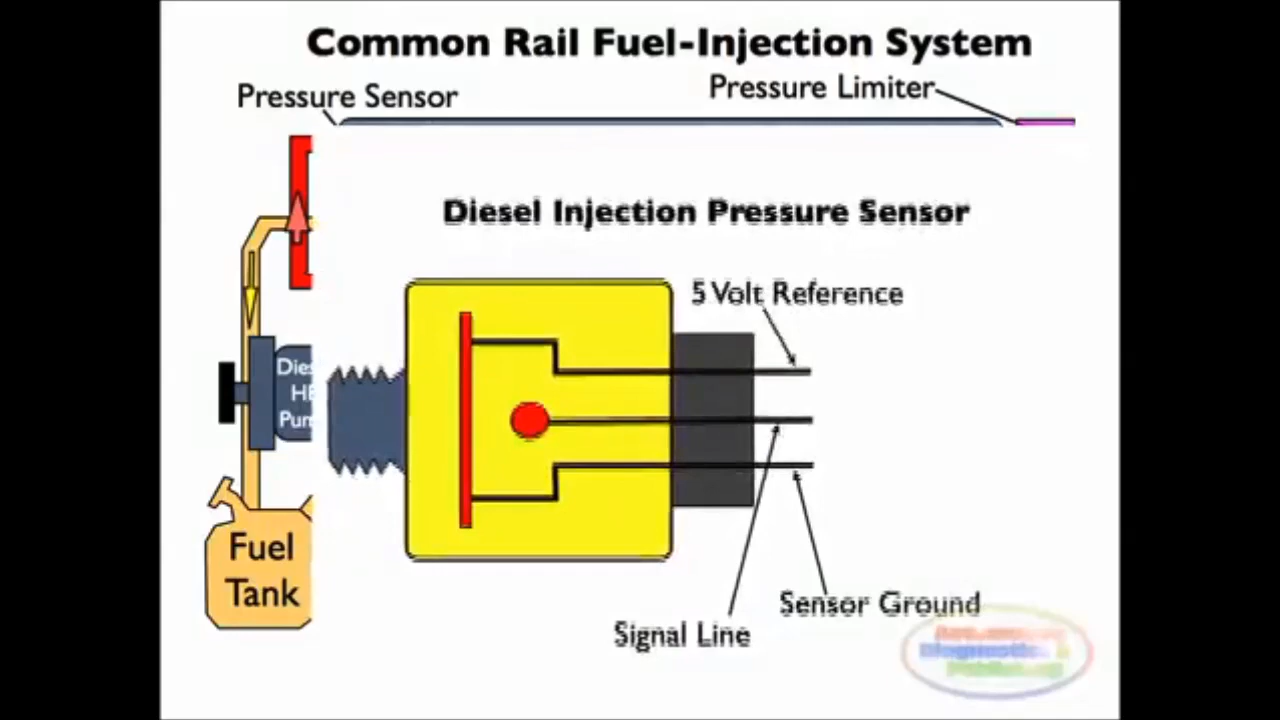 Common Rail Fuel-Injection System
Pressure Sensor
Pressure Limiter
Diesel Injection Pressure Sensor
5 Volt Reference
Fuel
Tank
Sensor Ground
Signal Line